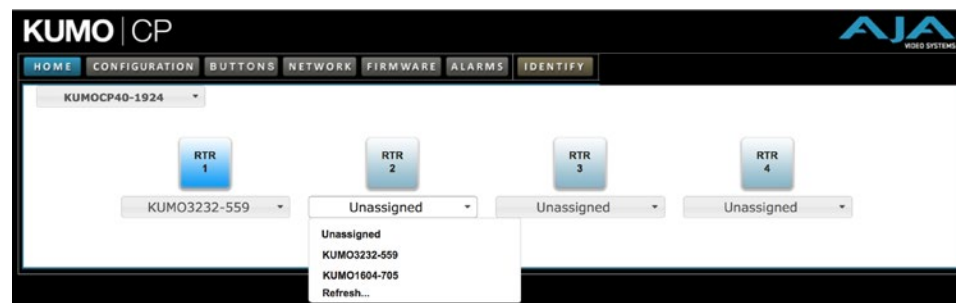 KUMO | CP
AJA
VIDEO SYSTEMS
HOME CONFIGURATION BUTTONS NETWORK FIRMWARE ALARMS IDENTIFY
KUMOCP40-1924
RTR
1
RTR
2
RTR
3
RTR
4
KUMO3232-559 Unassigned Unassigned Unassigned
Unassigned
KUMO3232-559
KUMO1604-705
Refresh...